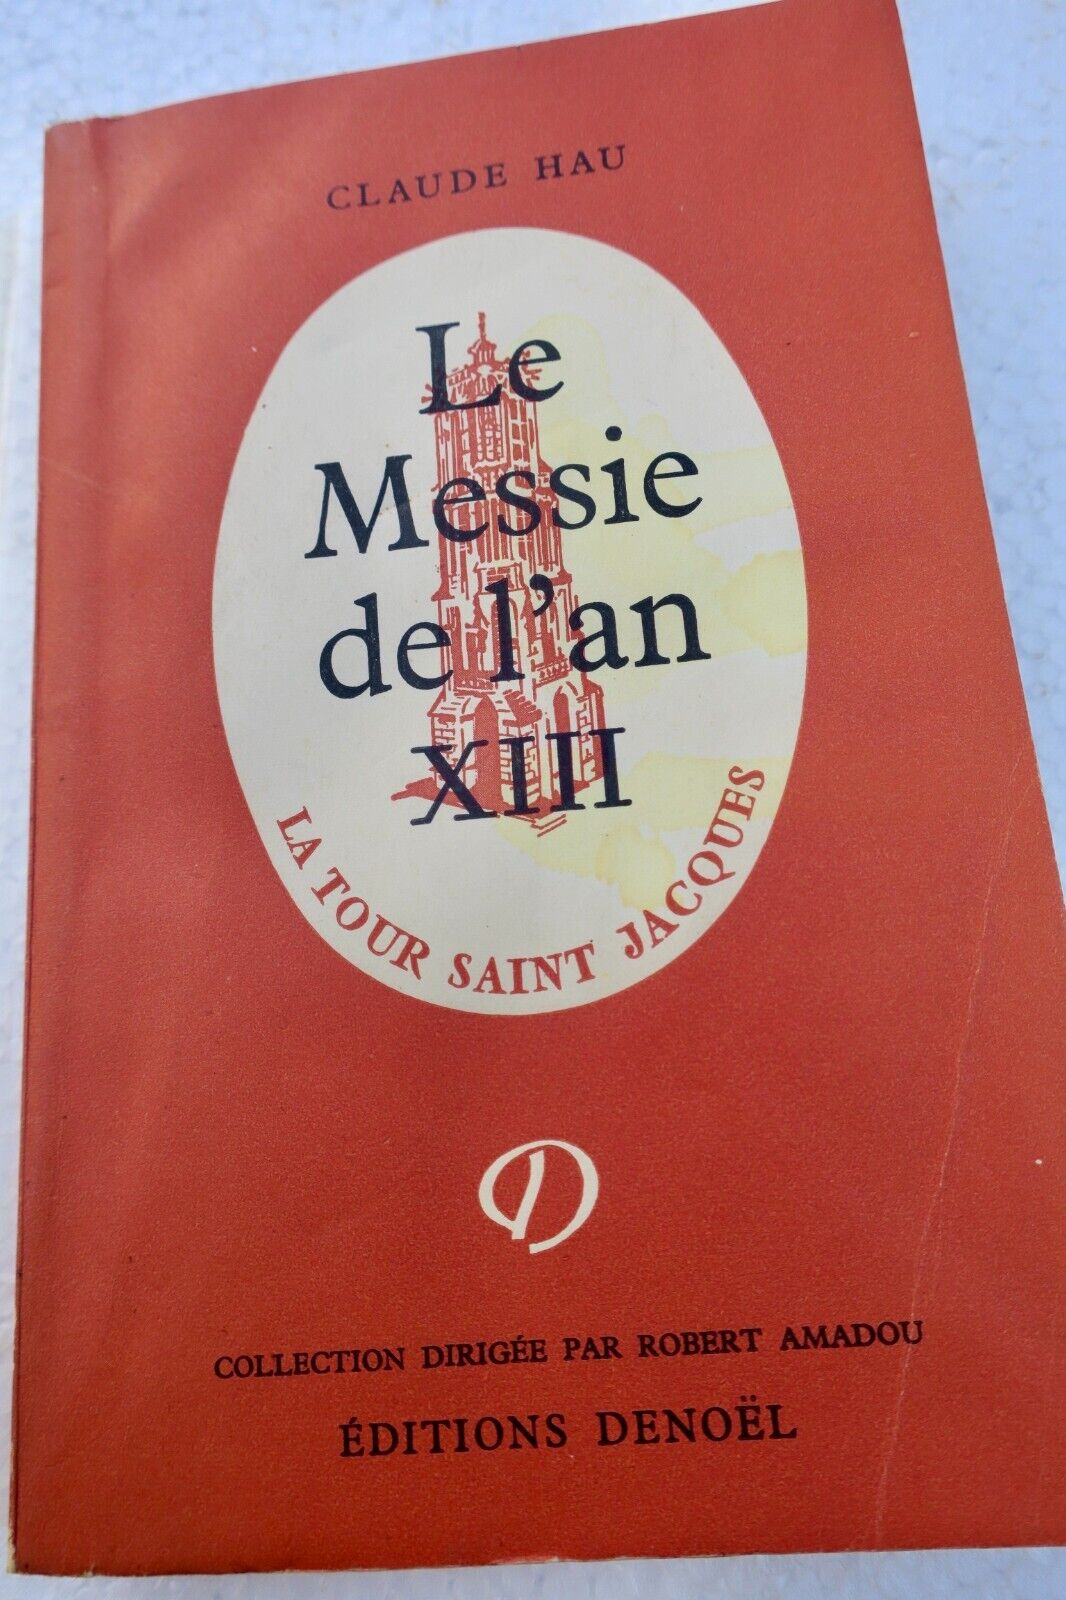 CLAUDE HAU
Le
Messie
de l'an
XIII
LA TOUR SAINT JACQUES
D
COLLECTION DIRIGÉE PAR ROBERT AMADOU
ÉDITIONS DENOËL